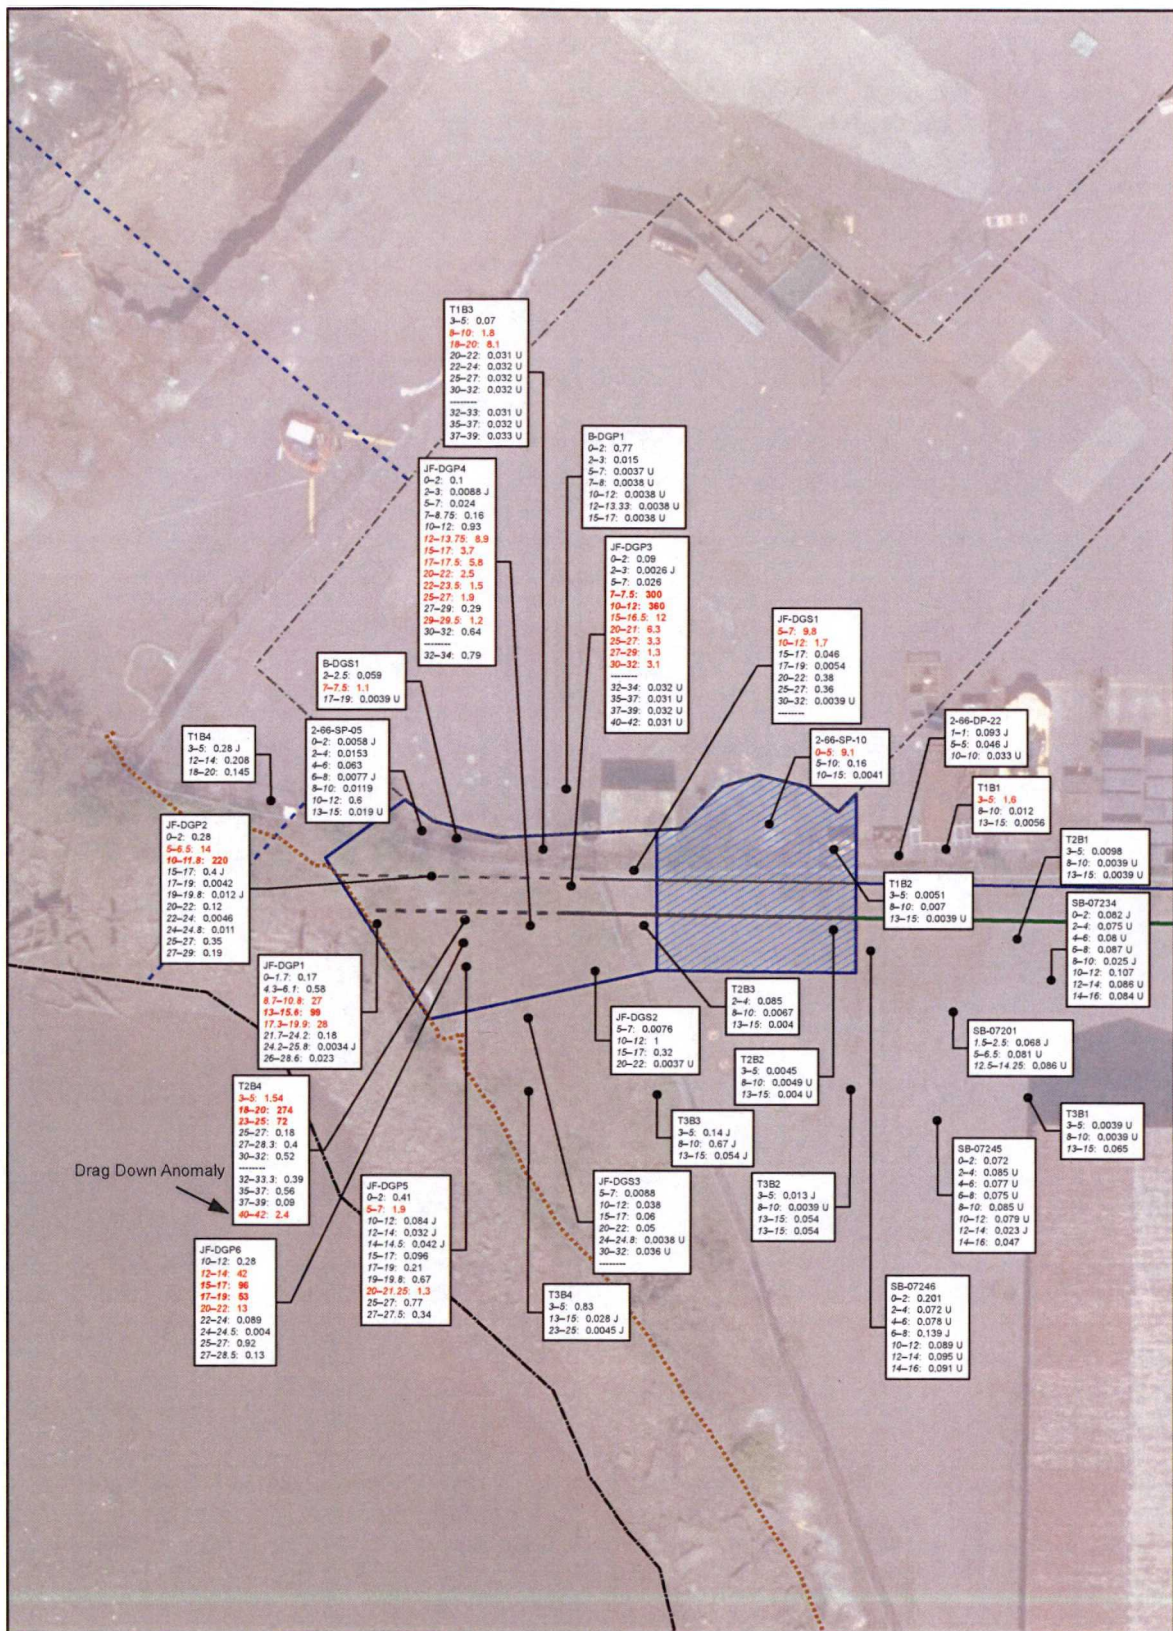 T1B3
3–5: 0.07
8–10: 1.8
18–20: 8.1
20–22: 0.031 U
22–24: 0.032 U
25–27: 0.032 U
30–32: 0.032 U
--------
32–33: 0.031 U
35–37: 0.032 U
37–39: 0.033 U
B-DGP1
0–2: 0.77
2–3: 0.015
5–7: 0.0037 U
7–8: 0.0038 U
10–12: 0.0038 U
12–13.33: 0.0038 U
15–17: 0.0038 U
JF-DGP4
0–2: 0.1
2–3: 0.0088 J
5–7: 0.024
7–8.75: 0.16
10–12: 0.93
12–13.75: 8.9
15–17: 3.7
17–17.5: 5.8
20–22: 2.5
22–23.5: 1.5
25–27: 1.9
27–29: 0.29
29–29.5: 1.2
30–32: 0.64
--------
32–34: 0.79
JF-DGP3
0–2: 0.09
2–3: 0.0026 J
5–7: 0.026
7–7.5: 300
10–12: 360
15–16.5: 12
20–21: 6.3
25–27: 3.3
27–29: 1.3
30–32: 3.1
--------
32–34: 0.032 U
35–37: 0.031 U
37–39: 0.032 U
40–42: 0.031 U
JF-DGS1
5–7: 9.8
10–12: 1.7
15–17: 0.046
17–19: 0.0054
20–22: 0.38
25–27: 0.36
30–32: 0.0039 U
--------
B-DGS1
2–2.5: 0.059
7–7.5: 1.1
17–19: 0.0039 U
2-66-SP-05
0–2: 0.0058 J
2–4: 0.0153
4–6: 0.063
6–8: 0.0077 J
8–10: 0.0119
10–12: 0.6
13–15: 0.019 U
T1B4
3–5: 0.28 J
12–14: 0.208
18–20: 0.145
2-66-SP-10
0–5: 9.1
5–10: 0.16
10–15: 0.0041
2-66-DP-22
1–1: 0.093 J
5–5: 0.046 J
10–10: 0.033 U
T1B1
3–5: 1.6
8–10: 0.012
13–15: 0.0056
JF-DGP2
0–2: 0.28
5–6.5: 14
10–11.8: 220
15–17: 0.4 J
17–19: 0.0042
19–19.8: 0.012 J
20–22: 0.12
22–24: 0.0046
24–24.8: 0.011
25–27: 0.35
27–29: 0.19
T2B1
3–5: 0.0098
8–10: 0.0039 U
13–15: 0.0039 U
T1B2
3–5: 0.0051
8–10: 0.007
13–15: 0.0039 U
SB-07234
0–2: 0.082 J
2–4: 0.075 U
4–6: 0.08 U
6–8: 0.087 U
8–10: 0.025 J
10–12: 0.107
12–14: 0.086 U
14–16: 0.084 U
JF-DGP1
0–1.7: 0.17
4.3–6.1: 0.58
8.7–10.8: 27
13–15.6: 99
17.3–19.9: 28
21.7–24.2: 0.18
24.2–25.8: 0.0034 J
26–28.6: 0.023
T2B3
2–4: 0.085
8–10: 0.0067
13–15: 0.004
JF-DGS2
5–7: 0.0076
10–12: 1
15–17: 0.32
20–22: 0.0037 U
SB-07201
1.5–2.5: 0.068 J
5–6.5: 0.081 U
12.5–14.25: 0.086 U
T2B2
3–5: 0.0045
8–10: 0.0049 U
13–15: 0.004 U
T2B4
3–5: 1.54
18–20: 274
23–25: 72
25–27: 0.18
27–28.3: 0.4
30–32: 0.52
--------
32–33.3: 0.39
35–37: 0.56
37–39: 0.09
40–42: 2.4
Drag Down Anomaly
T3B1
3–5: 0.0039 U
8–10: 0.0039 U
13–15: 0.065
T3B3
3–5: 0.14 J
8–10: 0.67 J
13–15: 0.054 J
SB-07245
0–2: 0.072
2–4: 0.085 U
4–6: 0.077 U
6–8: 0.075 U
8–10: 0.085 U
10–12: 0.079 U
12–14: 0.023 J
14–16: 0.047
T3B2
3–5: 0.013 J
8–10: 0.0039 U
13–15: 0.054
13–15: 0.054
JF-DGP5
0–2: 0.41
5–7: 1.9
10–12: 0.084 J
12–14: 0.032 J
14–14.5: 0.042 J
15–17: 0.096
17–19: 0.21
19–19.8: 0.67
20–21.25: 1.3
25–27: 0.77
27–27.5: 0.34
JF-DGS3
5–7: 0.0088
10–12: 0.038
15–17: 0.06
20–22: 0.05
24–24.8: 0.0038 U
30–32: 0.036 U
--------
JF-DGP6
10–12: 0.28
12–14: 42
15–17: 96
17–19: 53
20–22: 13
22–24: 0.089
24–24.5: 0.004
25–27: 0.92
27–28.5: 0.13
T3B4
3–5: 0.83
13–15: 0.028 J
23–25: 0.0045 J
SB-07246
0–2: 0.201
2–4: 0.072 U
4–6: 0.078 U
6–8: 0.139 J
10–12: 0.089 U
12–14: 0.095 U
14–16: 0.091 U